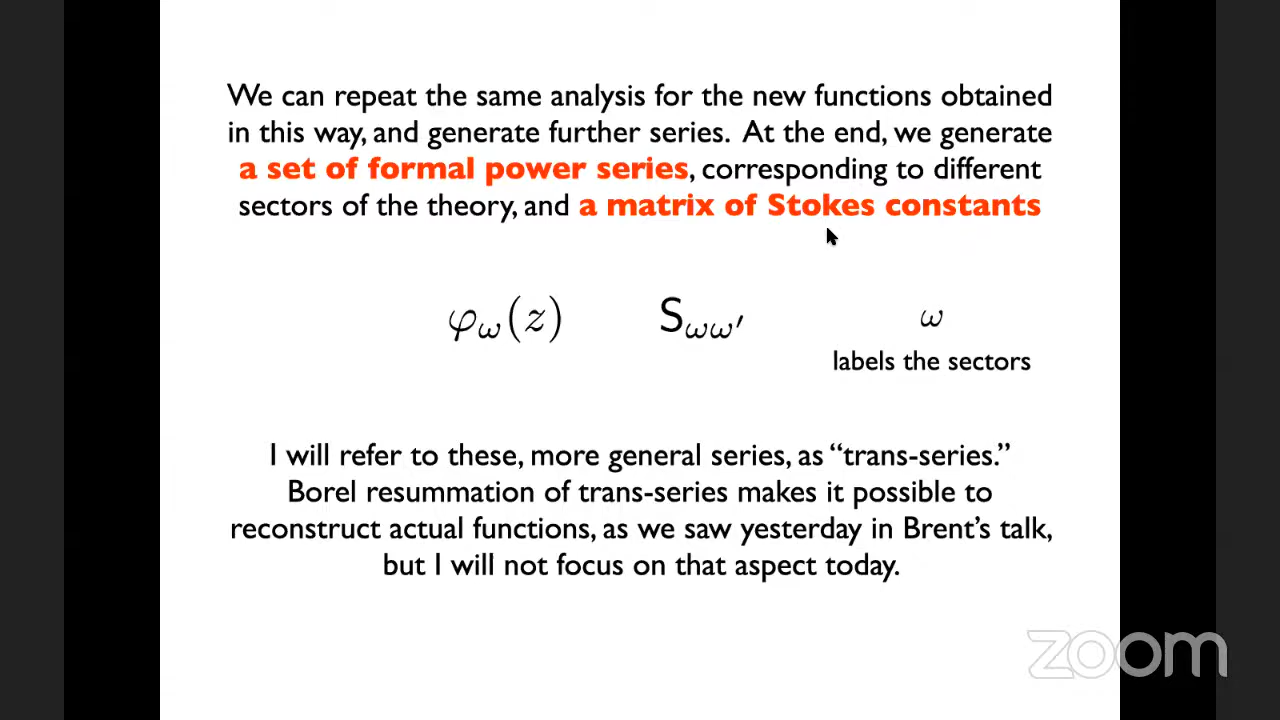 We can repeat the same analysis for the new functions obtained
in this way, and generate further series. At the end, we generate
a set of formal power series, corresponding to different
sectors of the theory, and a matrix of Stokes constants
φ_ω(z) S_{ωω′} ω
labels the sectors
I will refer to these, more general series, as “trans-series.”
Borel resummation of trans-series makes it possible to
reconstruct actual functions, as we saw yesterday in Brent’s talk,
but I will not focus on that aspect today.
zoom